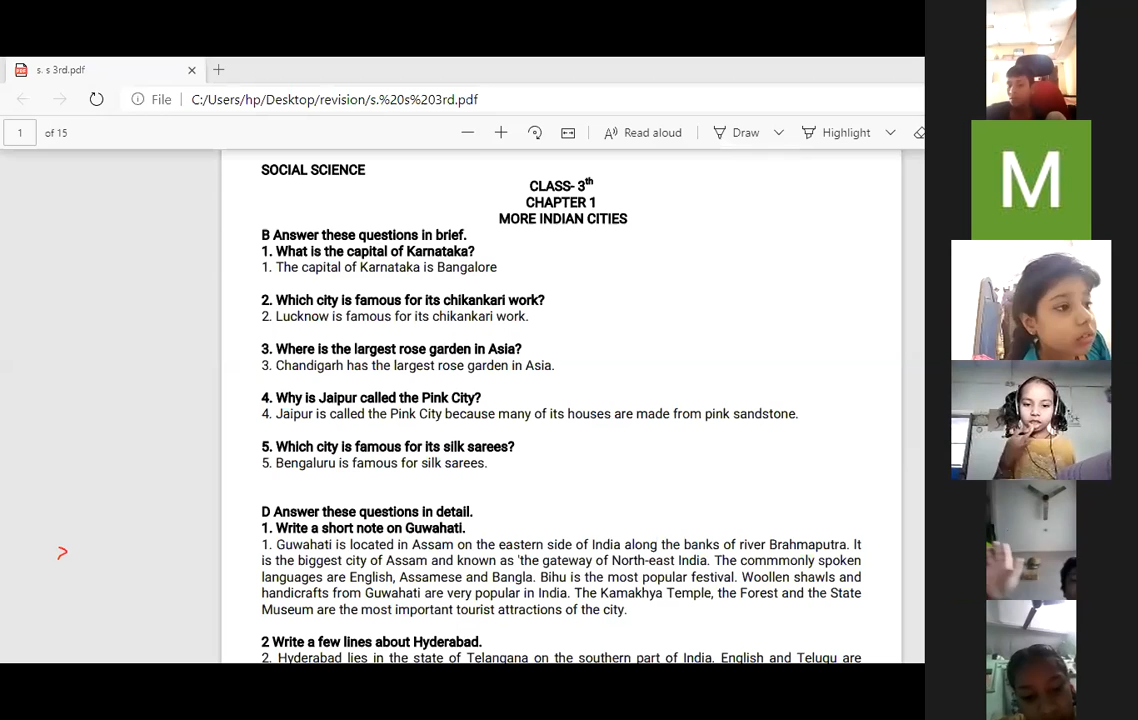 s. s 3rd.pdf
File C:/Users/hp/Desktop/revision/s.%20s%203rd.pdf
1 of 15 Read aloud Draw Highlight
SOCIAL SCIENCE
CLASS- 3th
CHAPTER 1
MORE INDIAN CITIES
B Answer these questions in brief.
1. What is the capital of Karnataka?
1. The capital of Karnataka is Bangalore
2. Which city is famous for its chikankari work?
2. Lucknow is famous for its chikankari work.
3. Where is the largest rose garden in Asia?
3. Chandigarh has the largest rose garden in Asia.
4. Why is Jaipur called the Pink City?
4. Jaipur is called the Pink City because many of its houses are made from pink sandstone.
5. Which city is famous for its silk sarees?
5. Bengaluru is famous for silk sarees.
D Answer these questions in detail.
1. Write a short note on Guwahati.
1. Guwahati is located in Assam on the eastern side of India along the banks of river Brahmaputra. It
is the biggest city of Assam and known as 'the gateway of North-east India. The commmonly spoken
languages are English, Assamese and Bangla. Bihu is the most popular festival. Woollen shawls and
handicrafts from Guwahati are very popular in India. The Kamakhya Temple, the Forest and the State
Museum are the most important tourist attractions of the city.
2 Write a few lines about Hyderabad.
2. Hyderabad lies in the state of Telangana on the southern part of India. English and Telugu are
M